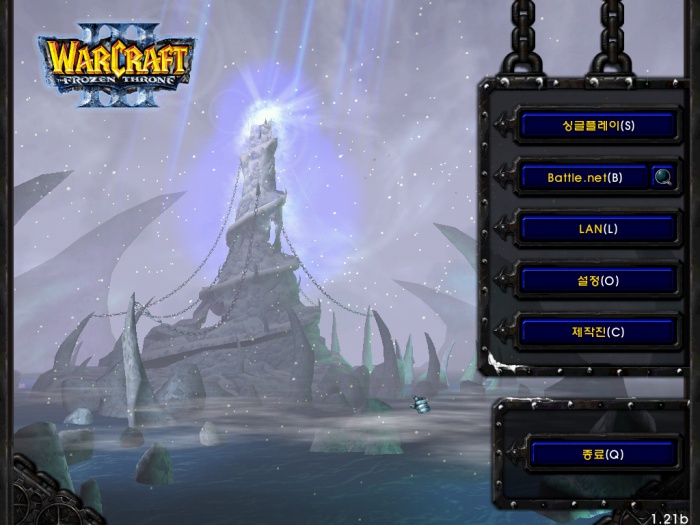 WARCRAFT
III
THE FROZEN THRONE
싱글플레이(S)
Battle.net(B)
LAN(L)
설정(O)
제작진(C)
종료(Q)
1.21b